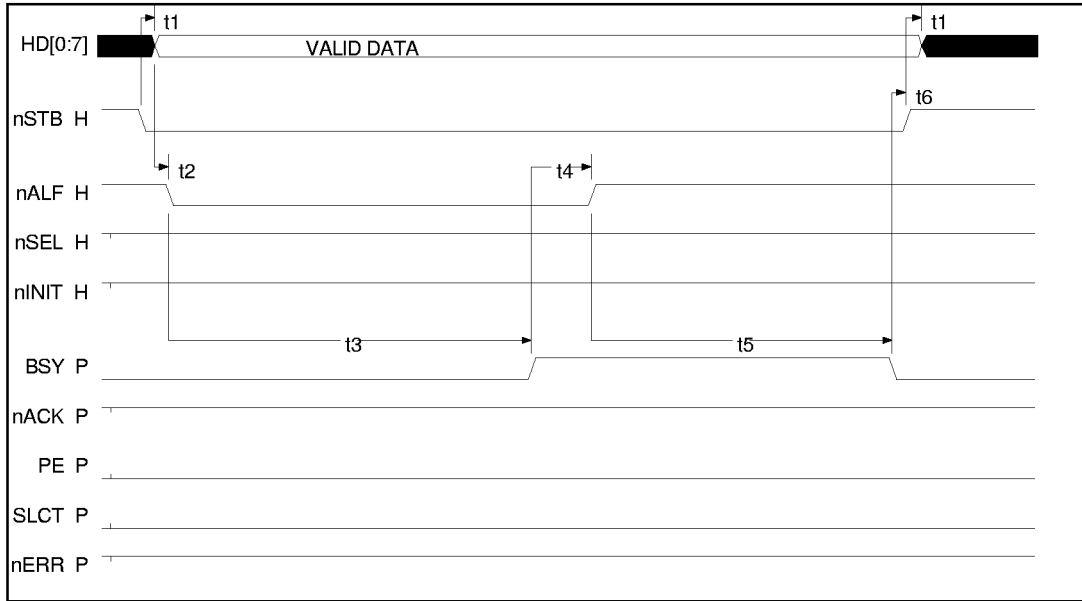 t1 t1
HD[0:7] VALID DATA
t6
nSTB H
t2 t4
nALF H
nSEL H
nINIT H
t3 t5
BSY P
nACK P
PE P
SLCT P
nERR P